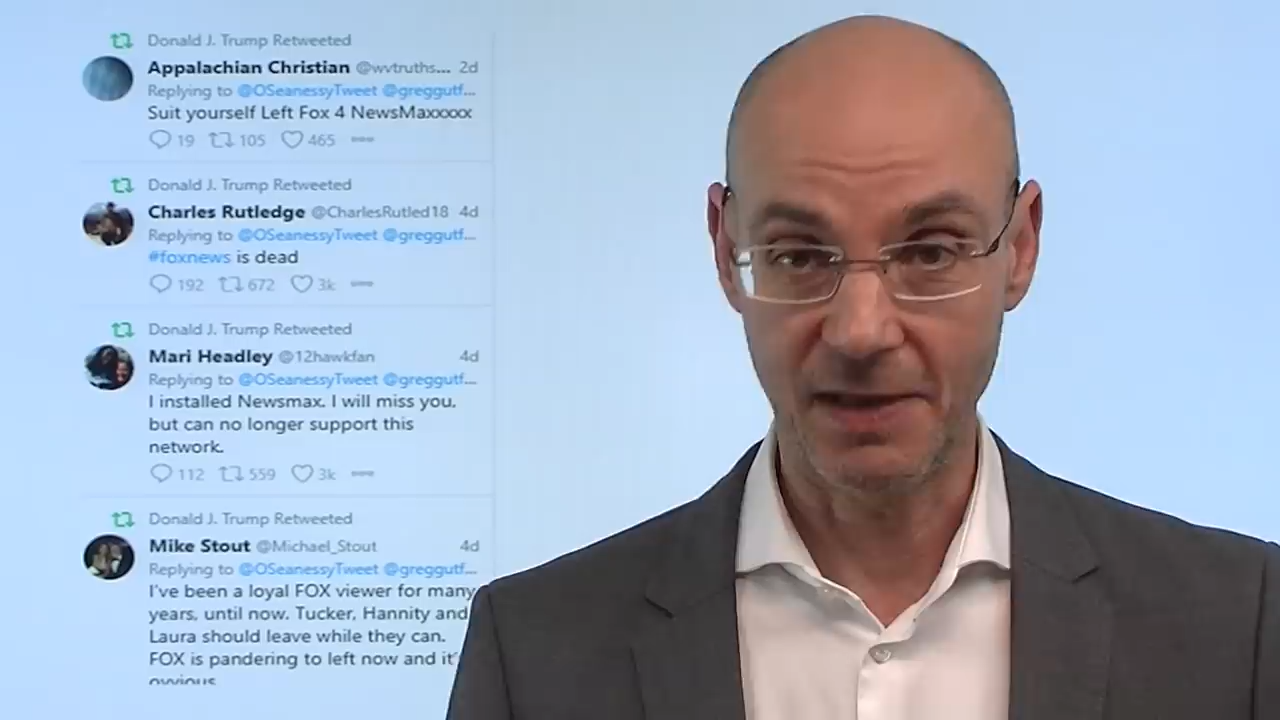 Donald J. Trump Retweeted
Appalachian Christian @wvtruths... 2d
Replying to @OSeanessyTweet @greggutf...
Suit yourself Left Fox 4 NewsMaxxxxx
19 105 465
Donald J. Trump Retweeted
Charles Rutledge @CharlesRutled18 4d
Replying to @OSeanessyTweet @greggutf...
#foxnews is dead
192 672 3k
Donald J. Trump Retweeted
Mari Headley @12hawkfan 4d
Replying to @OSeanessyTweet @greggutf...
I installed Newsmax. I will miss you,
but can no longer support this
network.
112 559 3k
Donald J. Trump Retweeted
Mike Stout @Michael_Stout 4d
Replying to @OSeanessyTweet @greggutf...
I've been a loyal FOX viewer for many
years, until now. Tucker, Hannity and
Laura should leave while they can.
FOX is pandering to left now and it'